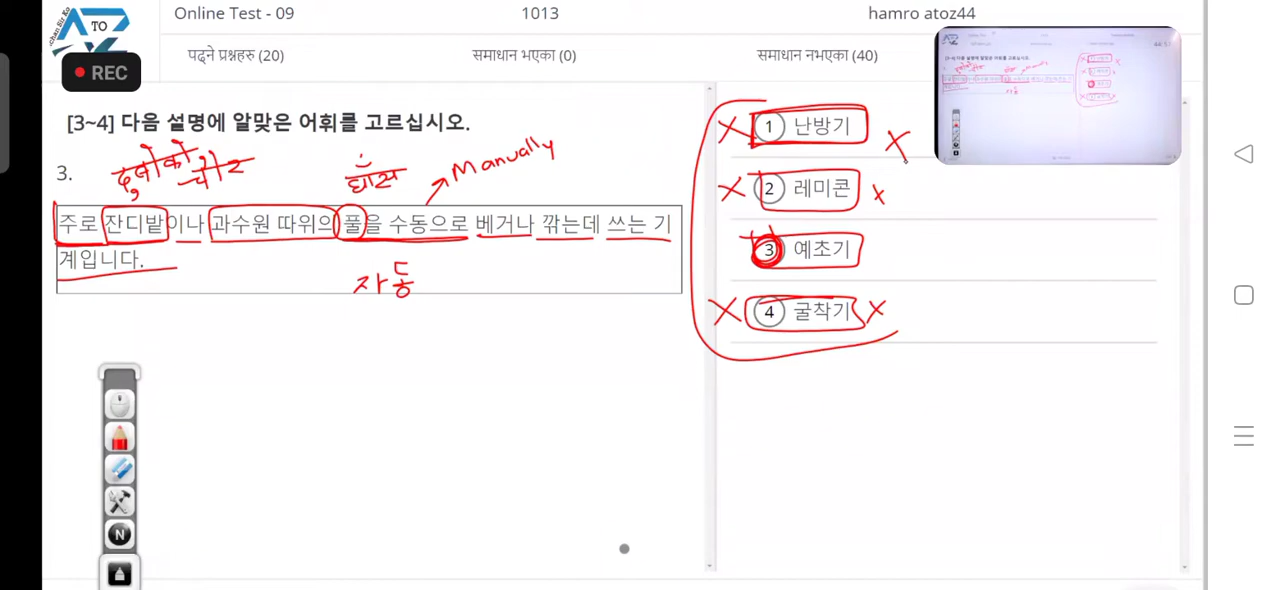 Online Test - 09
1013
hamro atoz44
TO
REC
पढ्ने प्रश्नहरु (20)
समाधान भएका (0)
समाधान नभएका (40)
[3~4] 다음 설명에 알맞은 어휘를 고르십시오.
3.
घाँस
Manually
주로 잔디밭이나 과수원 따위의 풀을 수동으로 베거나 깎는데 쓰는 기
계입니다.
자동
1 난방기
2 레미콘
3 예초기
4 굴착기
N